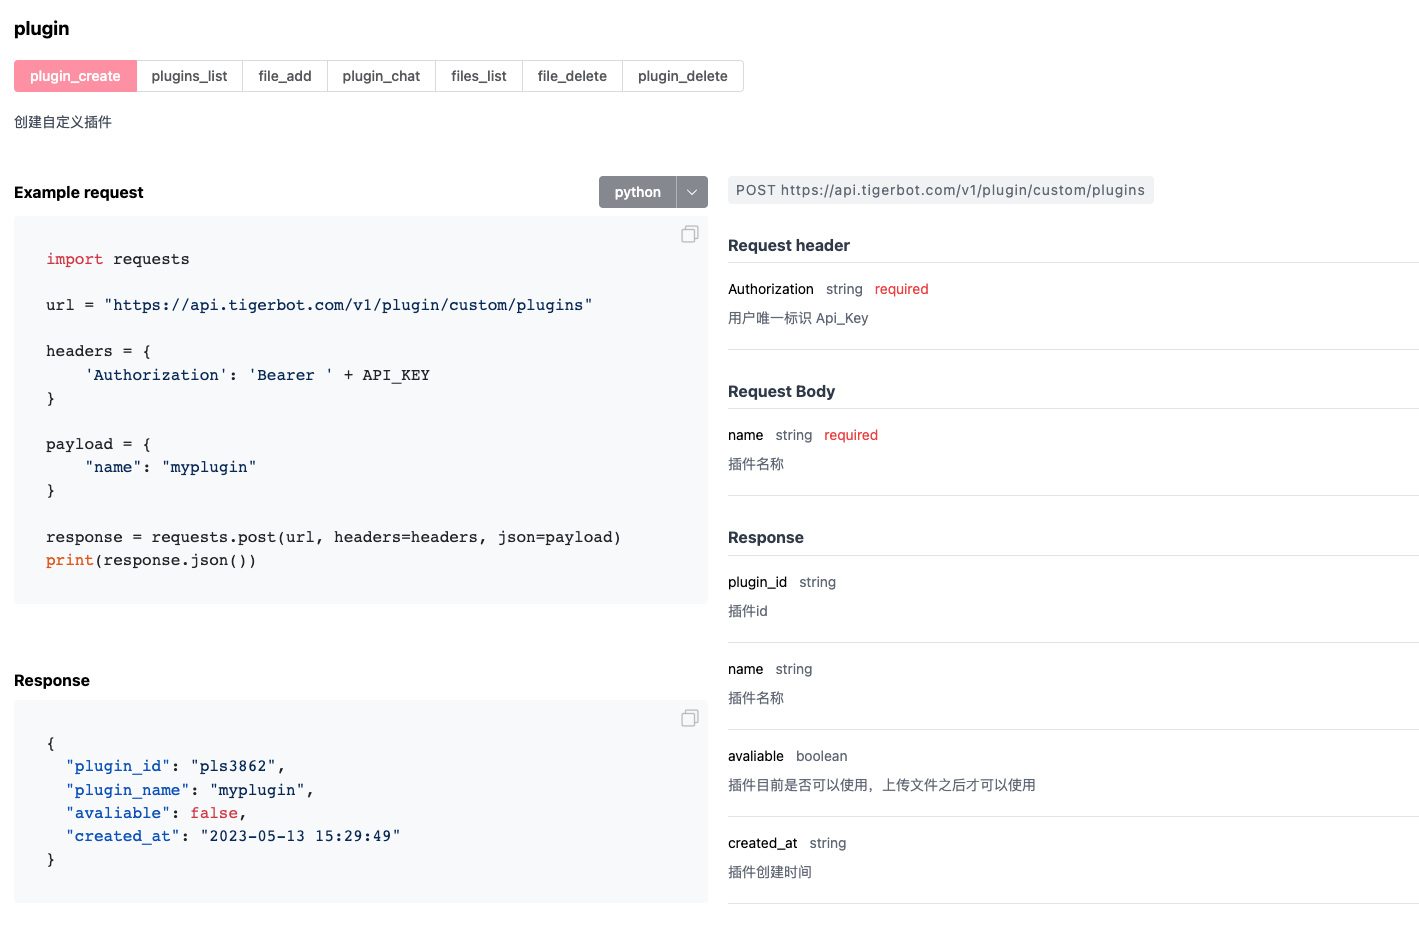 plugin
plugin_create plugins_list file_add plugin_chat files_list file_delete plugin_delete
创建自定义插件
Example request
python
import requests
url = "https://api.tigerbot.com/v1/plugin/custom/plugins"
headers = {
'Authorization': 'Bearer ' + API_KEY
}
payload = {
"name": "myplugin"
}
response = requests.post(url, headers=headers, json=payload)
print(response.json())
Response
{
"plugin_id": "pls3862",
"plugin_name": "myplugin",
"avaliable": false,
"created_at": "2023-05-13 15:29:49"
}
POST https://api.tigerbot.com/v1/plugin/custom/plugins
Request header
Authorization string required
用户唯一标识 Api_Key
Request Body
name string required
插件名称
Response
plugin_id string
插件id
name string
插件名称
avaliable boolean
插件目前是否可以使用，上传文件之后才可以使用
created_at string
插件创建时间